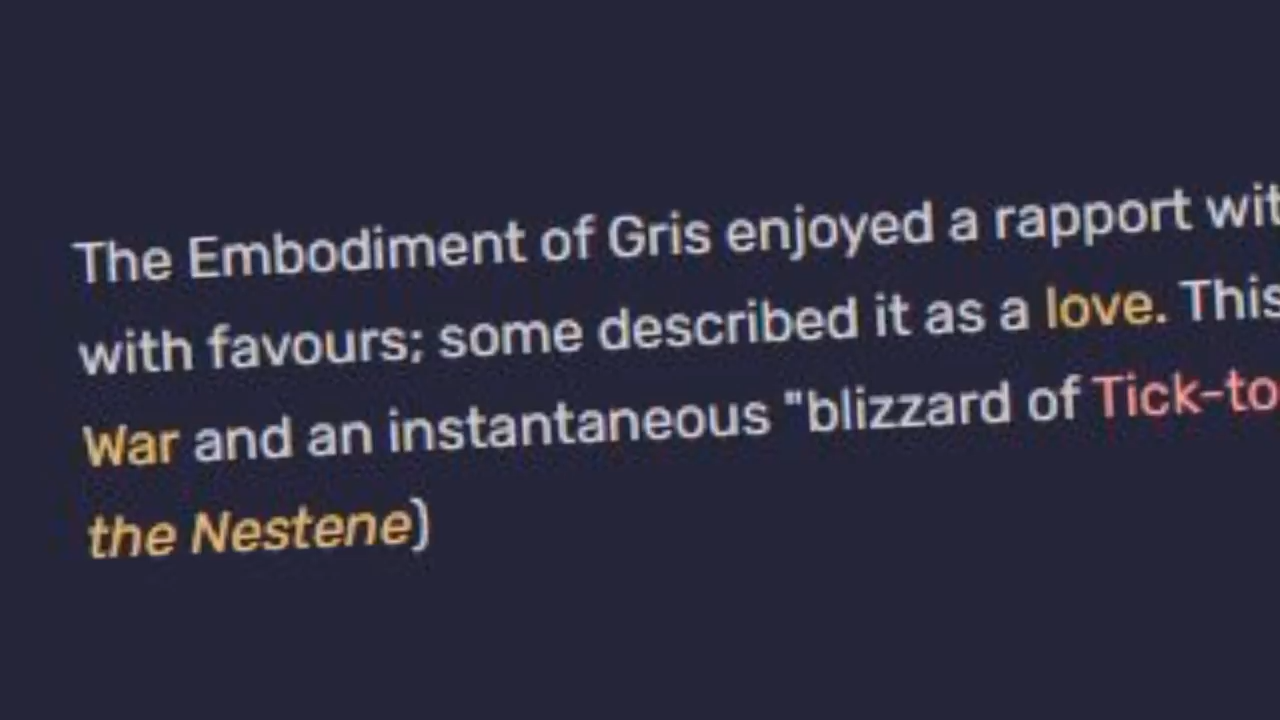 The Embodiment of Gris enjoyed a rapport wit
with favours; some described it as a love. This
War and an instantaneous "blizzard of Tick-to
the Nestene)